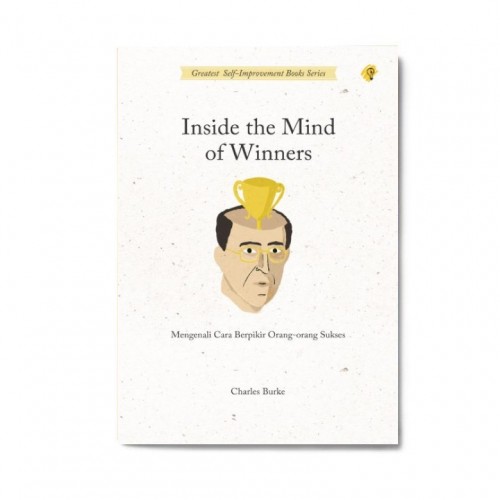 Greatest Self-Improvement Books Series
Inside the Mind
of Winners
Mengenali Cara Berpikir Orang-orang Sukses
Charles Burke